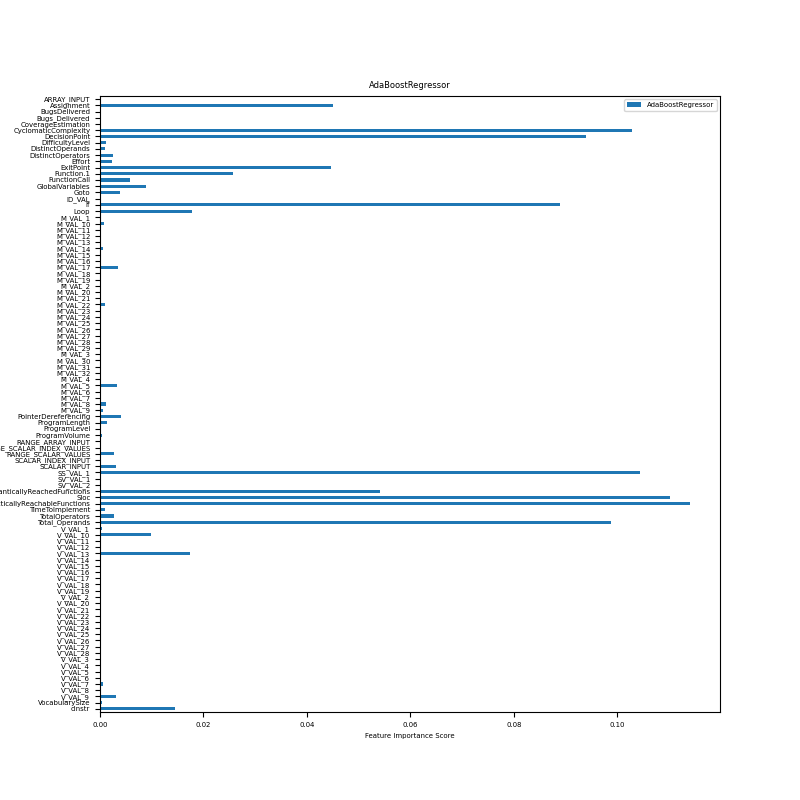 AdaBoostRegressor
AdaBoostRegressor
ARRAY_INPUT
Assignment
BugsDelivered
Bugs_Delivered
CoverageEstimation
CyclomaticComplexity
DecisionPoint
DifficultyLevel
DistinctOperands
DistinctOperators
Effort
ExitPoint
Function.1
FunctionCall
GlobalVariables
Goto
ID_VAL
If
Loop
M_VAL_1
M_VAL_10
M_VAL_11
M_VAL_12
M_VAL_13
M_VAL_14
M_VAL_15
M_VAL_16
M_VAL_17
M_VAL_18
M_VAL_19
M_VAL_2
M_VAL_20
M_VAL_21
M_VAL_22
M_VAL_23
M_VAL_24
M_VAL_25
M_VAL_26
M_VAL_27
M_VAL_28
M_VAL_29
M_VAL_3
M_VAL_30
M_VAL_31
M_VAL_32
M_VAL_4
M_VAL_5
M_VAL_6
M_VAL_7
M_VAL_8
M_VAL_9
PointerDereferencing
ProgramLength
ProgramLevel
ProgramVolume
RANGE_ARRAY_INPUT
E_SCALAR_INDEX_VALUES
RANGE_SCALAR_VALUES
SCALAR_INDEX_INPUT
SCALAR_INPUT
SS_VAL_1
SV_VAL_1
SV_VAL_2
anticallyReachedFunctions
Sloc
ticallyReachableFunctions
TimeToImplement
TotalOperators
Total_Operands
V_VAL_1
V_VAL_10
V_VAL_11
V_VAL_12
V_VAL_13
V_VAL_14
V_VAL_15
V_VAL_16
V_VAL_17
V_VAL_18
V_VAL_19
V_VAL_2
V_VAL_20
V_VAL_21
V_VAL_22
V_VAL_23
V_VAL_24
V_VAL_25
V_VAL_26
V_VAL_27
V_VAL_28
V_VAL_3
V_VAL_4
V_VAL_5
V_VAL_6
V_VAL_7
V_VAL_8
V_VAL_9
VocabularySize
cinstr
0.00 0.02 0.04 0.06 0.08 0.10
Feature Importance Score